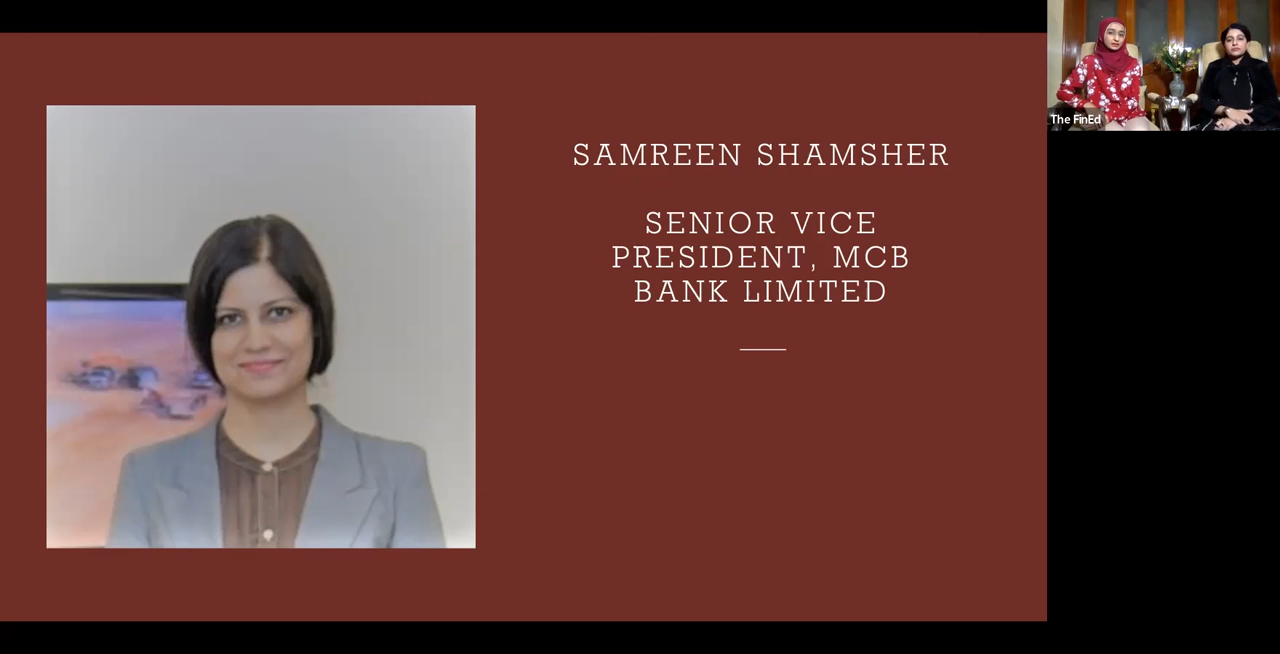 SAMREEN SHAMSHER
SENIOR VICE
PRESIDENT, MCB
BANK LIMITED
The FinEd